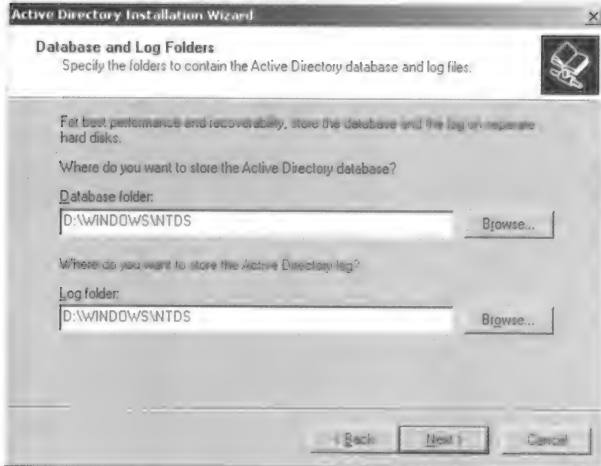 Active Directory Installation Wizard
Database and Log Folders
Specify the folders to contain the Active Directory database and log files.
For best performance and recoverability, store the database and the log on separate
hard disks.
Where do you want to store the Active Directory database?
Database folder:
D:\WINDOWS\NTDS
Browse...
Where do you want to store the Active Directory log?
Log folder:
D:\WINDOWS\NTDS
Browse...
< Back
Next >
Cancel